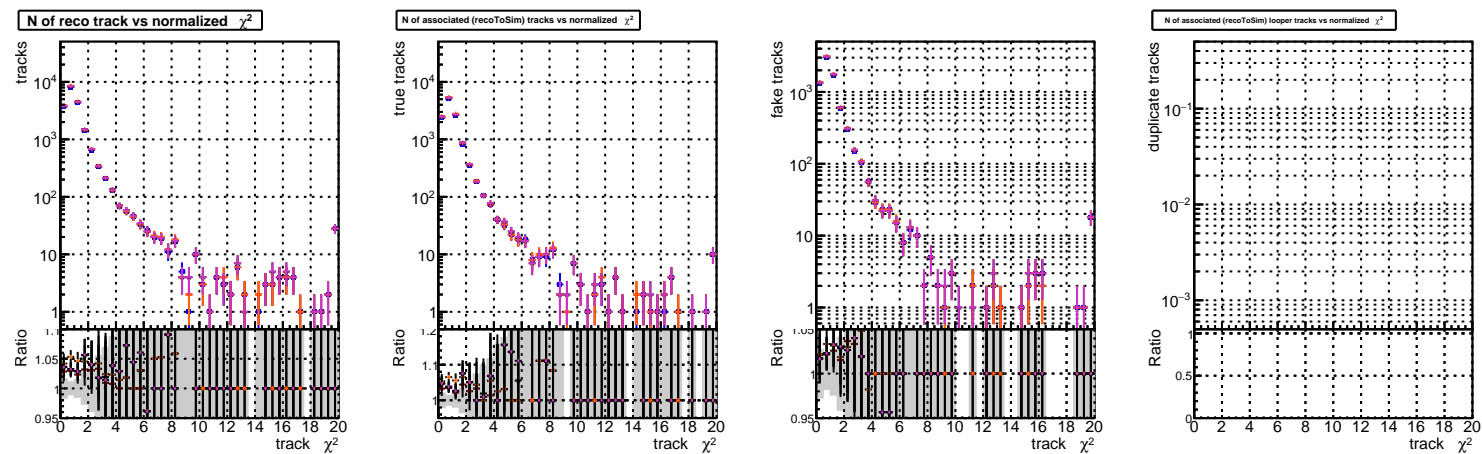 N of reco track vs normalized χ²
tracks
10⁴
10³
10²
10
1
Ratio
1.1
1.05
1
0.95
0 2 4 6 8 10 12 14 16 18 20
track χ²
N of associated (recoToSim) tracks vs normalized χ²
true tracks
10⁴
10³
10²
10
1
Ratio
1.2
1.1
1
0 2 4 6 8 10 12 14 16 18 20
track χ²
fake tracks
10³
10²
10
1
Ratio
1.05
1
0.95
0 2 4 6 8 10 12 14 16 18 20
track χ²
N of associated (recoToSim) looper tracks vs normalized χ²
duplicate tracks
10⁻¹
10⁻²
10⁻³
Ratio
1
0.5
0
0 2 4 6 8 10 12 14 16 18 20
track χ²